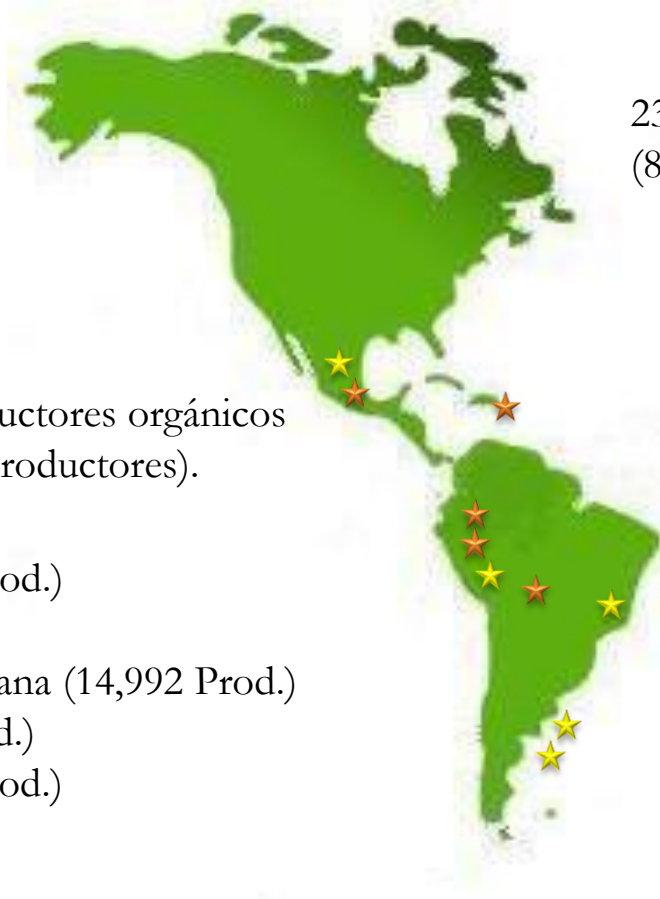 23
(8
uctores orgánicos
roductores).
od.)
ana (14,992 Prod.)
d.)
od.)